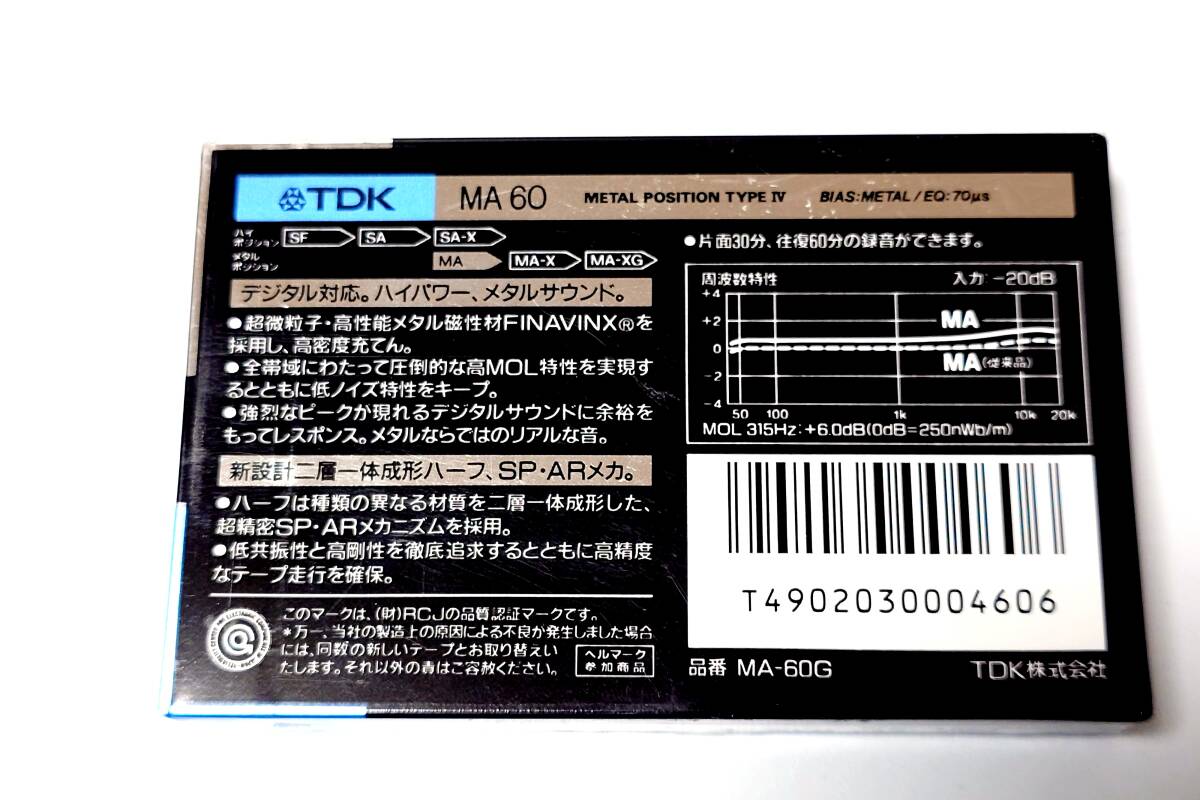 TDK MA 60 METAL POSITION TYPE IV BIAS:METAL/EQ:70μs
ハイポジション SF SA SA-X
メタルポジション MA MA-X MA-XG
デジタル対応。ハイパワー、メタルサウンド。
●超微粒子・高性能メタル磁性材FINAVINX®を
採用し、高密度充てん。
●全帯域にわたって圧倒的な高MOL特性を実現す
るとともに低ノイズ特性をキープ。
●強烈なピークが現れるデジタルサウンドに余裕を
もってレスポンス。メタルならではのリアルな音。
新設計二層一体成形ハーフ、SP・ARメカ。
●ハーフは種類の異なる材質を二層一体成形した、
超精密SP・ARメカニズムを採用。
●低共振性と高剛性を徹底追求するとともに高精度
なテープ走行を確保。
このマークは、(財)RCJの品質認証マークです。
*万一、当社の製造上の原因による不良が発生しました場合
には、同数の新しいテープとお取り替えい
たします。それ以外の責はご容赦ください。
ヘルマーク
参加商品
●片面30分、往復60分の録音ができます。
周波数特性 入力:-20dB
+4
+2
0
-2
-4
MA
MA(従来品)
50 100 1k 10k 20k
MOL 315Hz:+6.0dB(0dB=250nWb/m)
T4902030004606
品番 MA-60G TDK株式会社